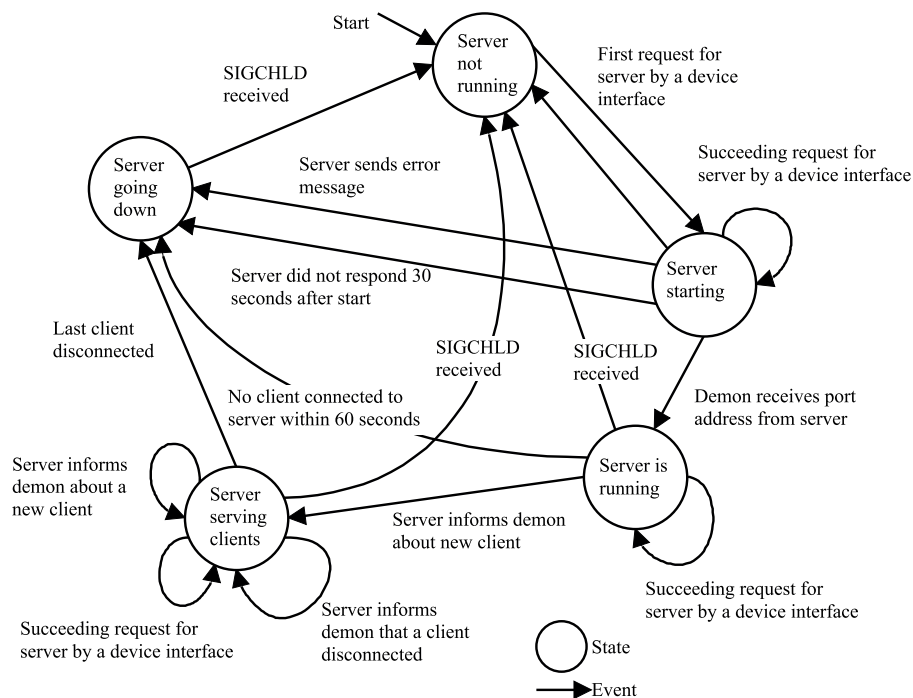 Start
Server
not
running
First request for
server by a device
interface
SIGCHLD
received
Succeeding request for
server by a device interface
Server
going
down
Server sends error
message
Server
starting
Server did not respond 30
seconds after start
Last client
disconnected
SIGCHLD
received
SIGCHLD
received
No client connected to
server within 60 seconds
Demon receives port
address from server
Server informs
demon about a
new client
Server
serving
clients
Server is
running
Server informs demon
about new client
Succeeding request for
server by a device interface
Server informs
demon that a client
disconnected
Succeeding request for
server by a device interface
State
Event